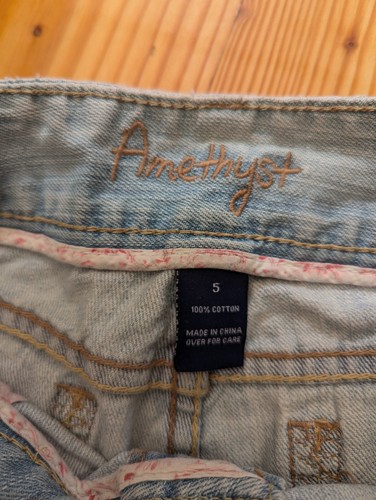 Amethyst
5
100% COTTON
MADE IN CHINA
OVER FOR CARE